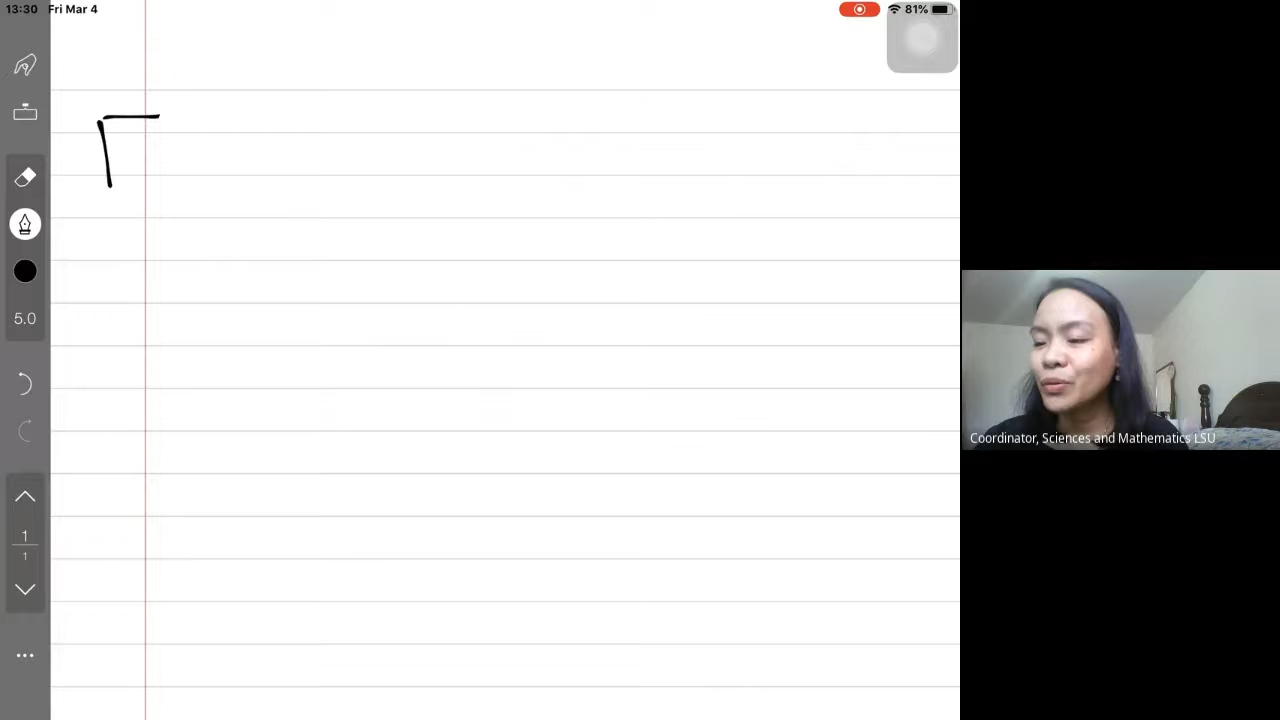 13:30 Fri Mar 4
81%
5.0
1
1
Coordinator, Sciences and Mathematics LSU